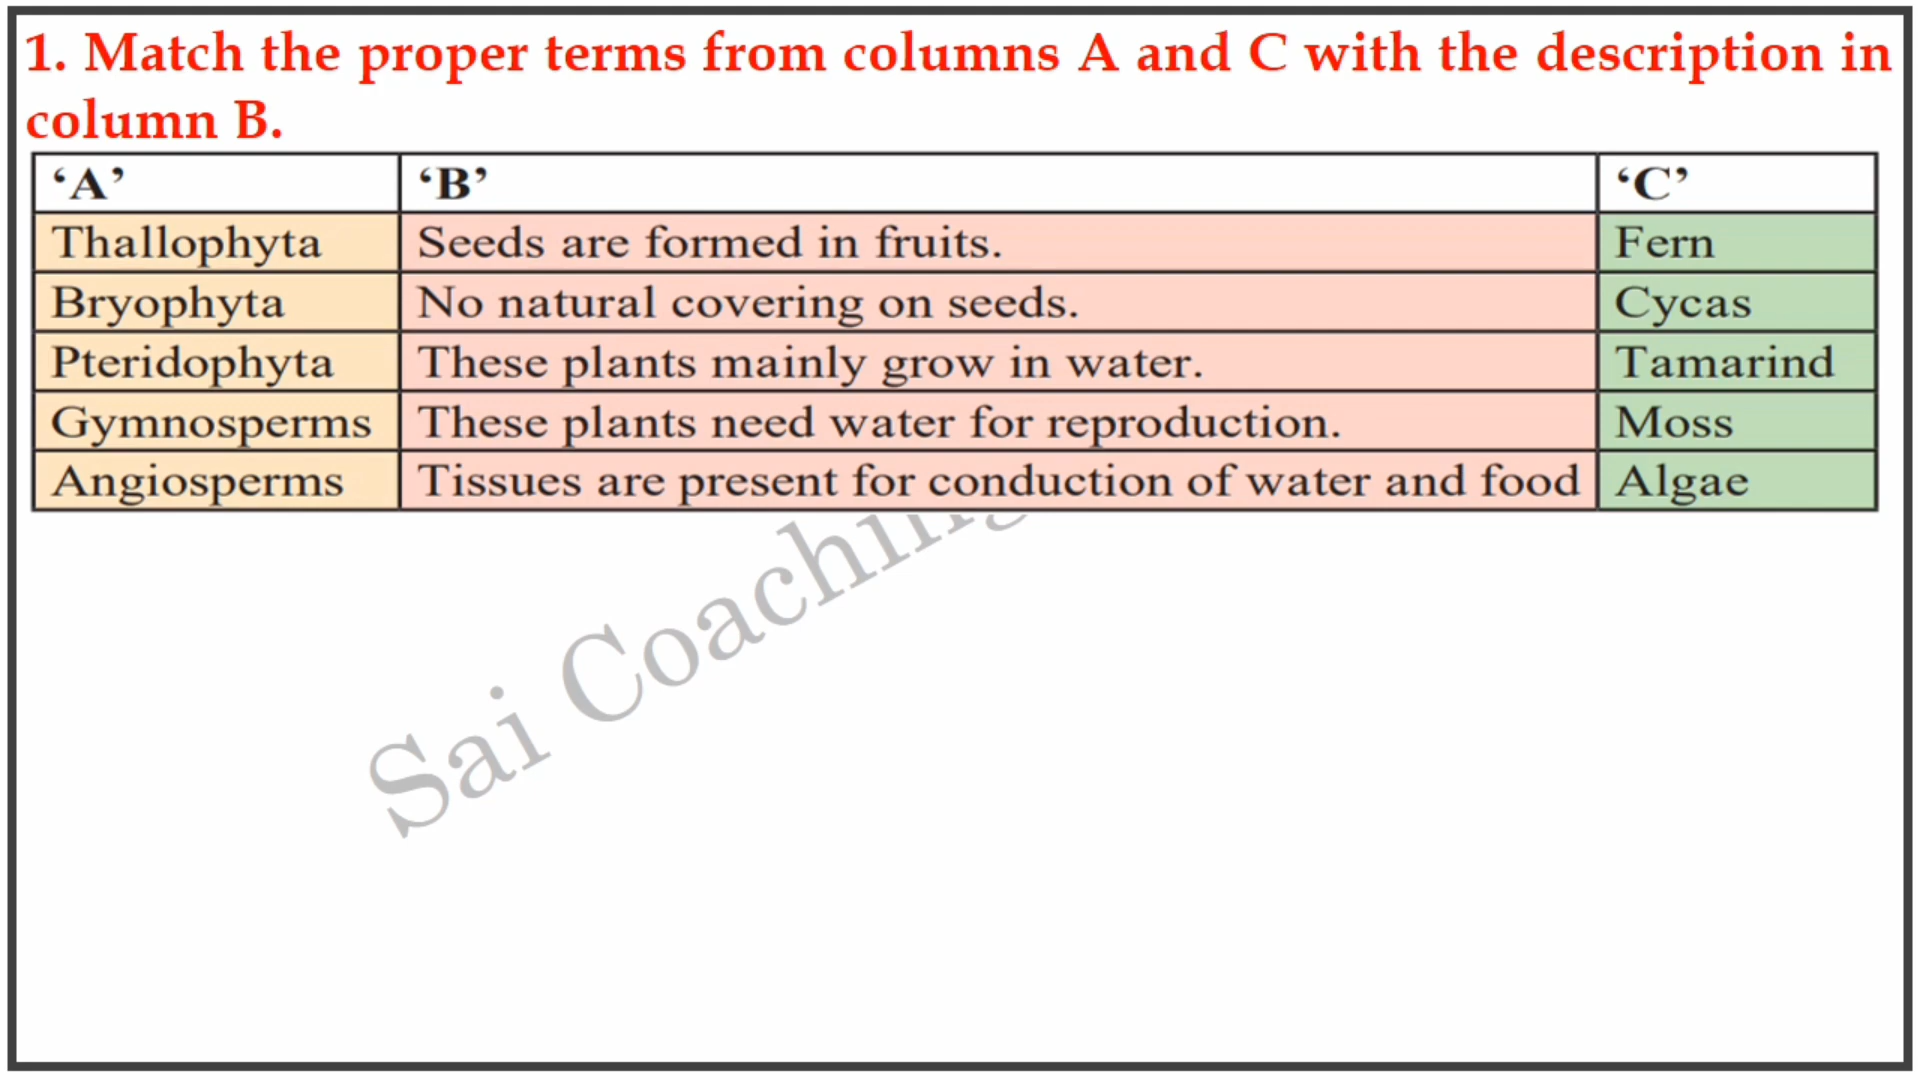 1. Match the proper terms from columns A and C with the description in
column B.
‘A’ ‘B’ ‘C’
Thallophyta Seeds are formed in fruits. Fern
Bryophyta No natural covering on seeds. Cycas
Pteridophyta These plants mainly grow in water. Tamarind
Gymnosperms These plants need water for reproduction. Moss
Angiosperms Tissues are present for conduction of water and food Algae
Sai Coaching